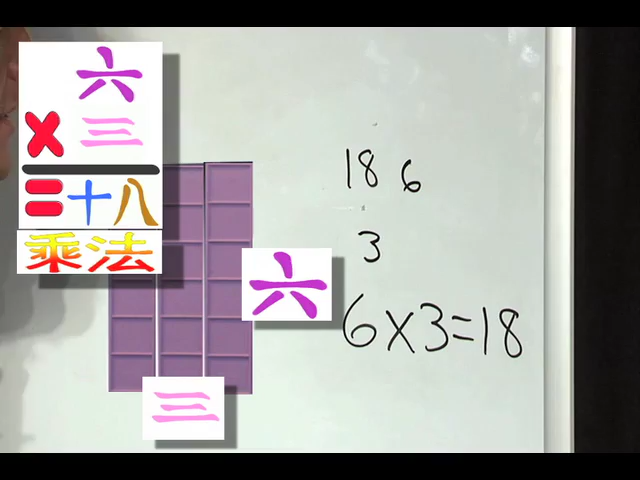 六
× 三
= 十八
乘法
六
三
18 6
3
6×3=18